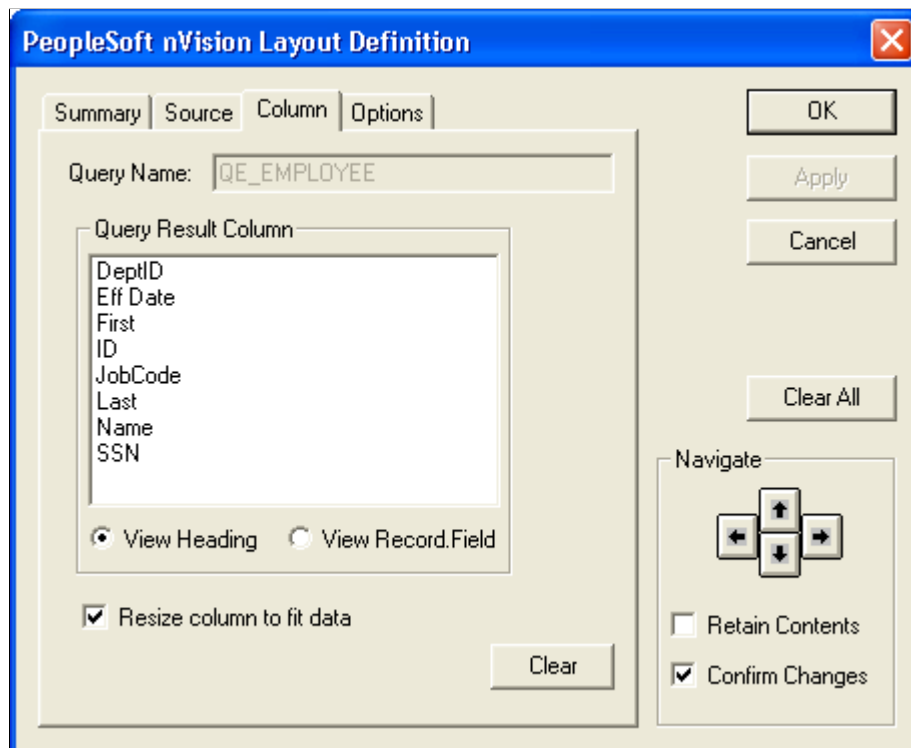 PeopleSoft nVision Layout Definition
Summary Source Column Options
Query Name: QE_EMPLOYEE
Query Result Column
DeptID
Eff Date
First
ID
JobCode
Last
Name
SSN
View Heading View Record.Field
Resize column to fit data
Clear
OK
Apply
Cancel
Clear All
Navigate
Retain Contents
Confirm Changes